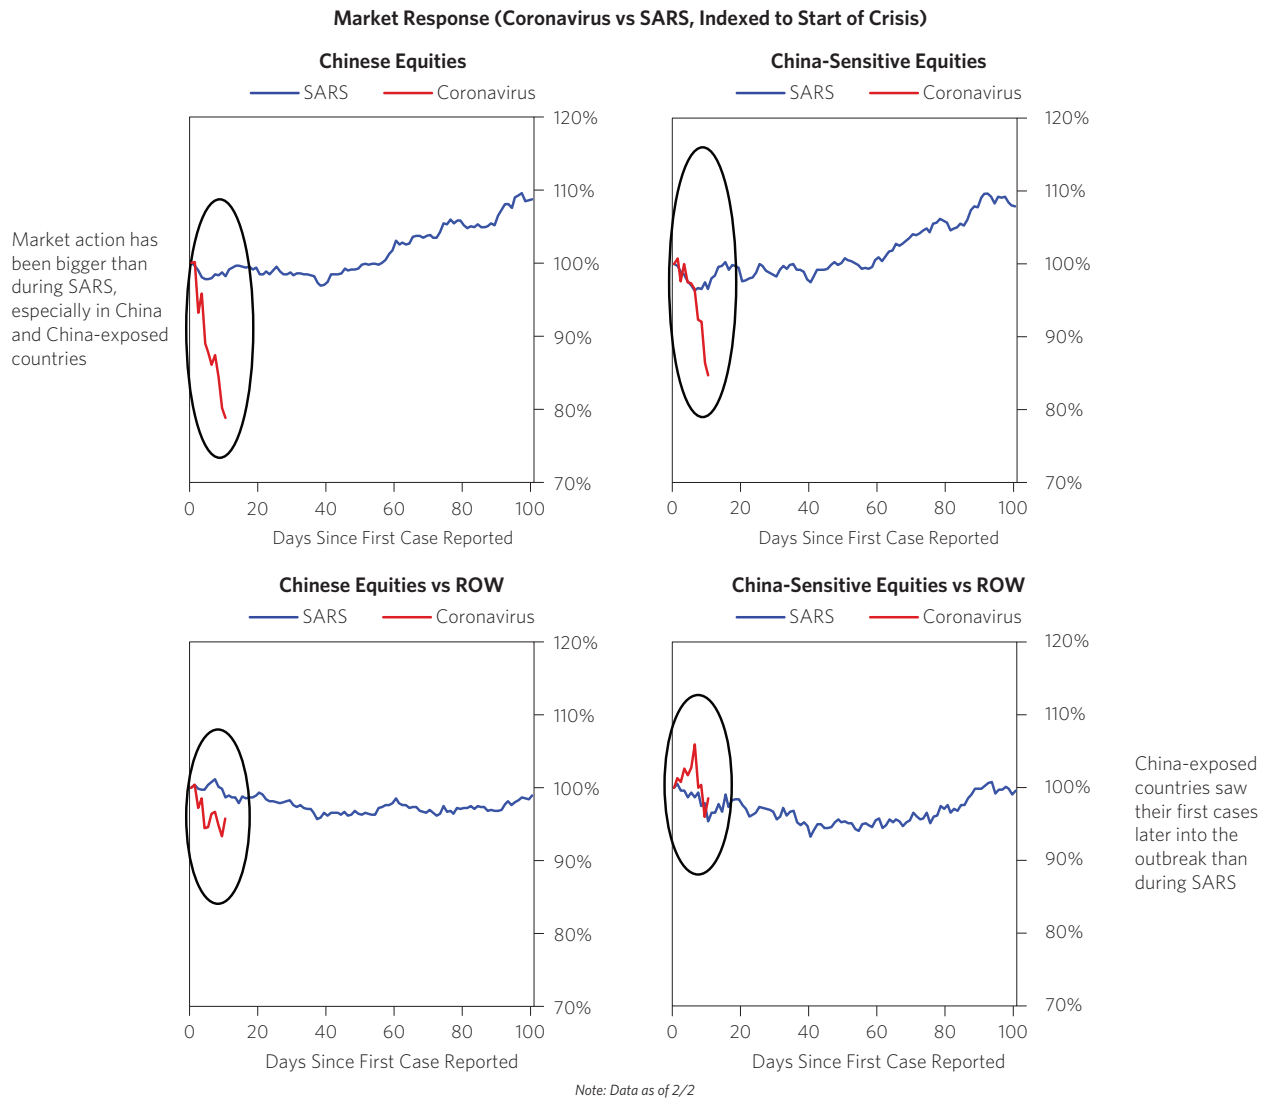 Market Response (Coronavirus vs SARS, Indexed to Start of Crisis)
Chinese Equities
SARS Coronavirus
120%
110%
100%
90%
80%
70%
0 20 40 60 80 100
Days Since First Case Reported
Market action has
been bigger than
during SARS,
especially in China
and China-exposed
countries
China-Sensitive Equities
SARS Coronavirus
120%
110%
100%
90%
80%
70%
0 20 40 60 80 100
Days Since First Case Reported
Chinese Equities vs ROW
SARS Coronavirus
120%
110%
100%
90%
80%
70%
0 20 40 60 80 100
Days Since First Case Reported
China-Sensitive Equities vs ROW
SARS Coronavirus
120%
110%
100%
90%
80%
70%
0 20 40 60 80 100
Days Since First Case Reported
China-exposed
countries saw
their first cases
later into the
outbreak than
during SARS
Note: Data as of 2/2